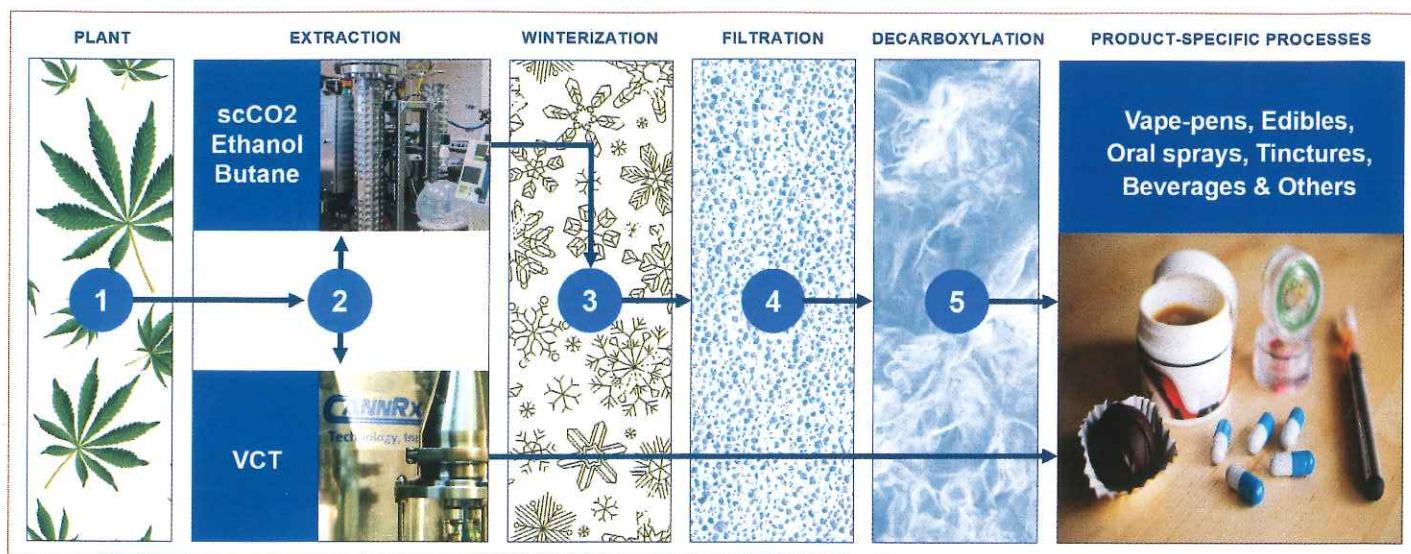 PLANT
EXTRACTION
WINTERIZATION
FILTRATION
DECARBOXYLATION
PRODUCT-SPECIFIC PROCESSES
scCO2
Ethanol
Butane
Vape-pens, Edibles,
Oral sprays, Tinctures,
Beverages & Others
1
2
3
4
5
VCT
CANNRX
Technology, Inc